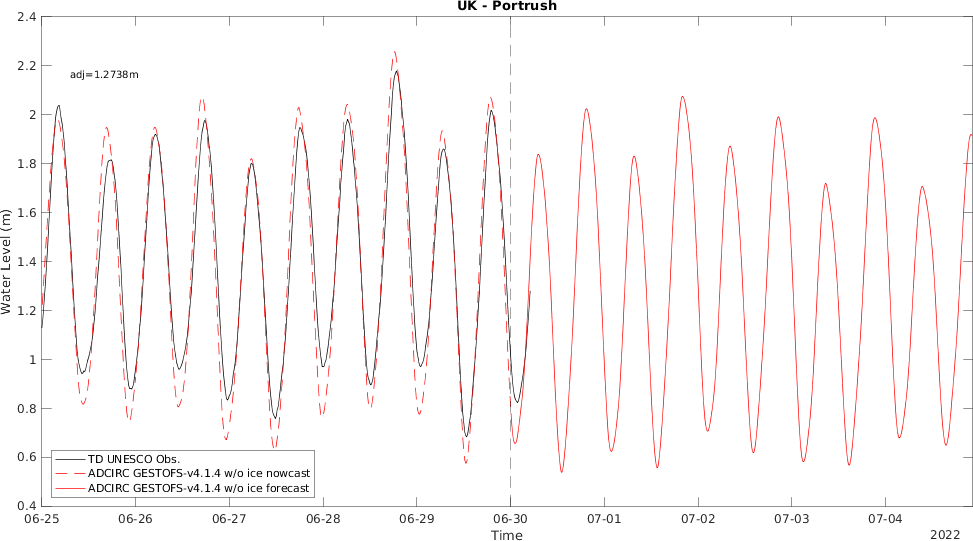 UK - Portrush
adj=1.2738m
Water Level (m)
2.4
2.2
2
1.8
1.6
1.4
1.2
1
0.8
0.6
0.4
TD UNESCO Obs.
ADCIRC GESTOFS-v4.1.4 w/o ice nowcast
ADCIRC GESTOFS-v4.1.4 w/o ice forecast
06-25 06-26 06-27 06-28 06-29 06-30 07-01 07-02 07-03 07-04
Time
2022